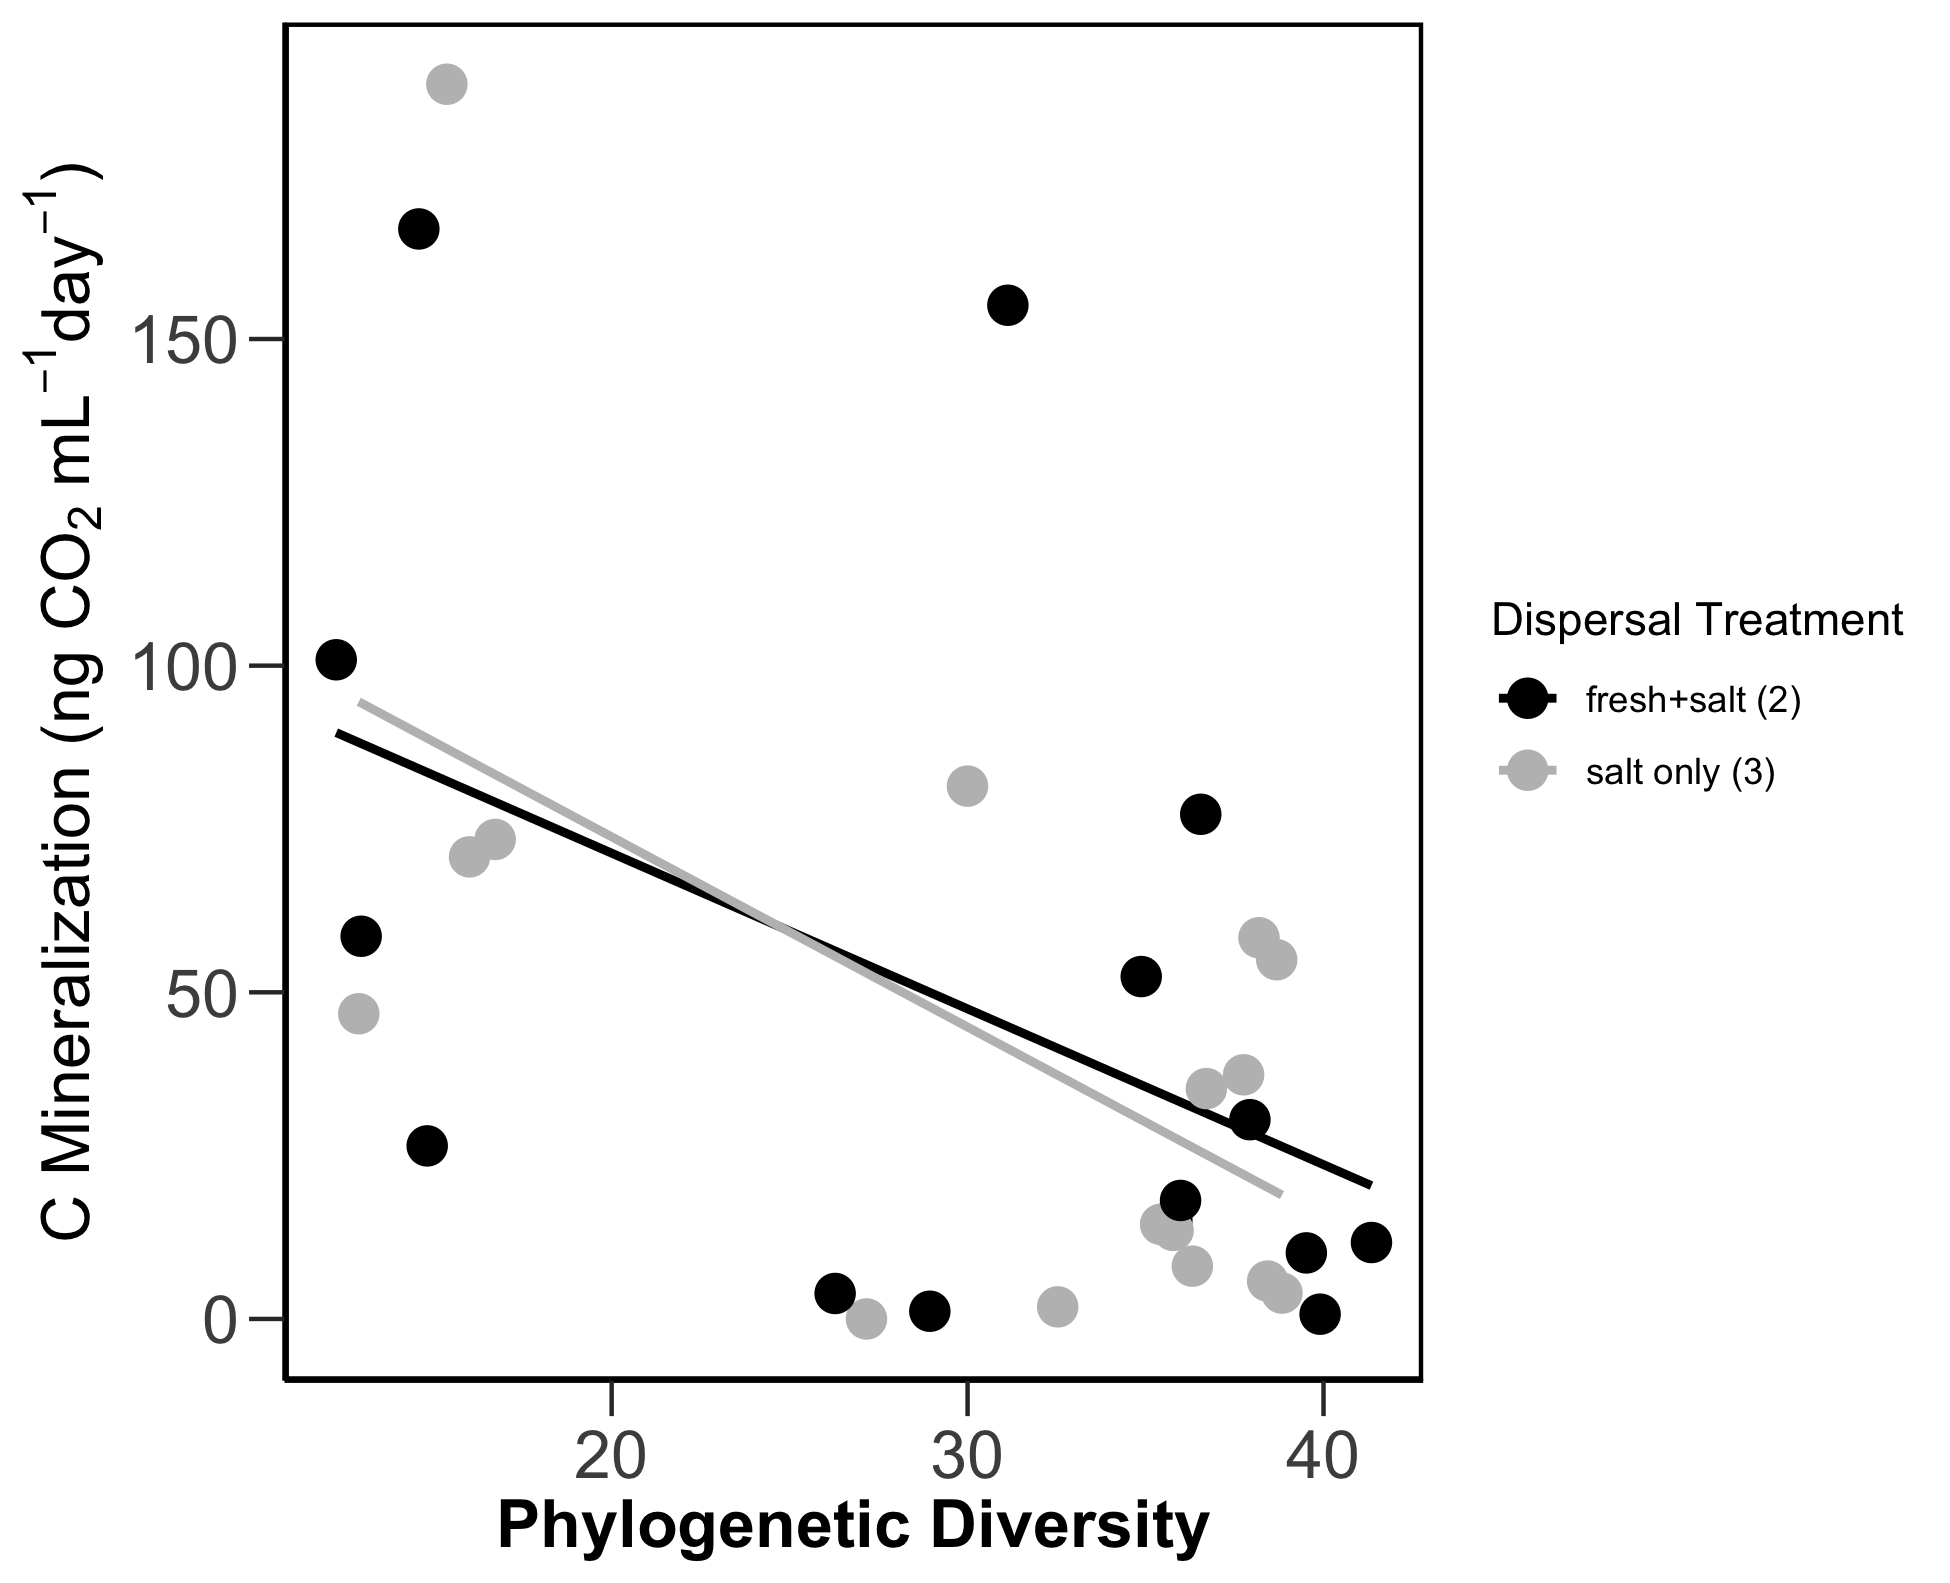 C Mineralization (ng CO₂ mL⁻¹day⁻¹)
150
100
50
0
20 30 40
Phylogenetic Diversity
Dispersal Treatment
fresh+salt (2)
salt only (3)